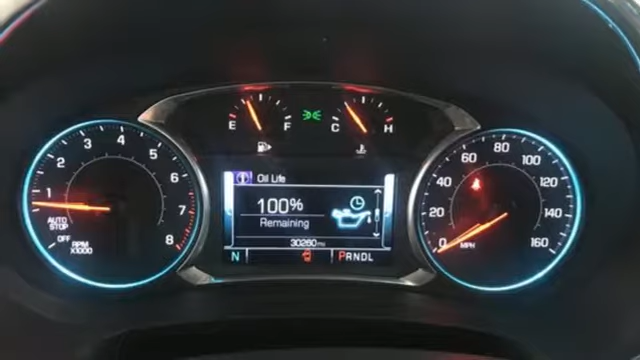 E F
C H
1 2 3 4 5 6 7 8
AUTO
STOP
OFF
RPM
X1000
Oil Life
100%
Remaining
30260 MI
N
PRNDL
0 20 40 60 80 100 120 140 160
MPH